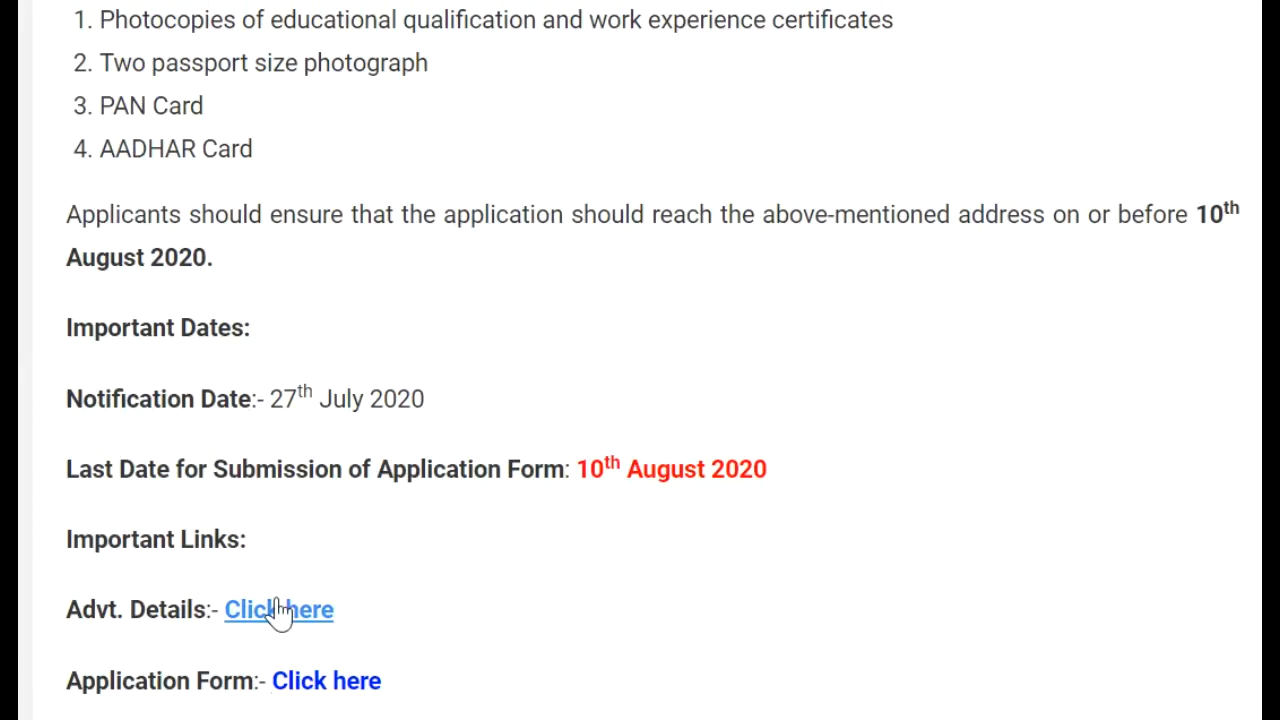 1. Photocopies of educational qualification and work experience certificates
2. Two passport size photograph
3. PAN Card
4. AADHAR Card
Applicants should ensure that the application should reach the above-mentioned address on or before 10th
August 2020.
Important Dates:
Notification Date:- 27th July 2020
Last Date for Submission of Application Form: 10th August 2020
Important Links:
Advt. Details:- Click here
Application Form:- Click here